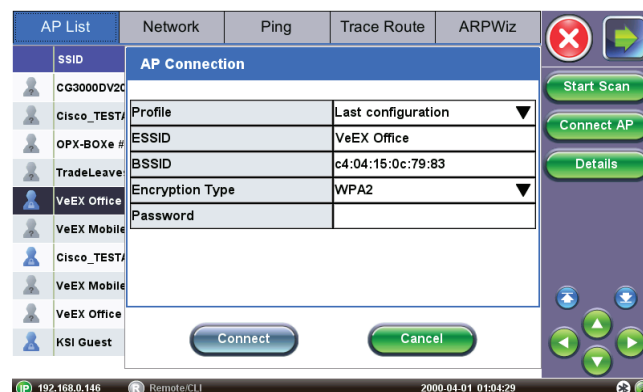 AP List Network Ping Trace Route ARPWiz
SSID
AP Connection
CG3000DV20
Start Scan
Cisco_TEST
Profile Last configuration
Connect AP
ESSID VeEX Office
OPX-BOXe #
BSSID c4:04:15:0c:79:83
Details
TradeLeave
Encryption Type WPA2
VeEX Office
Password
VeEX Mobile
Cisco_TEST
VeEX Mobile
VeEX Office
KSI Guest
Connect Cancel
IP 192.168.0.146 R Remote/CLI 2000-04-01 01:04:29